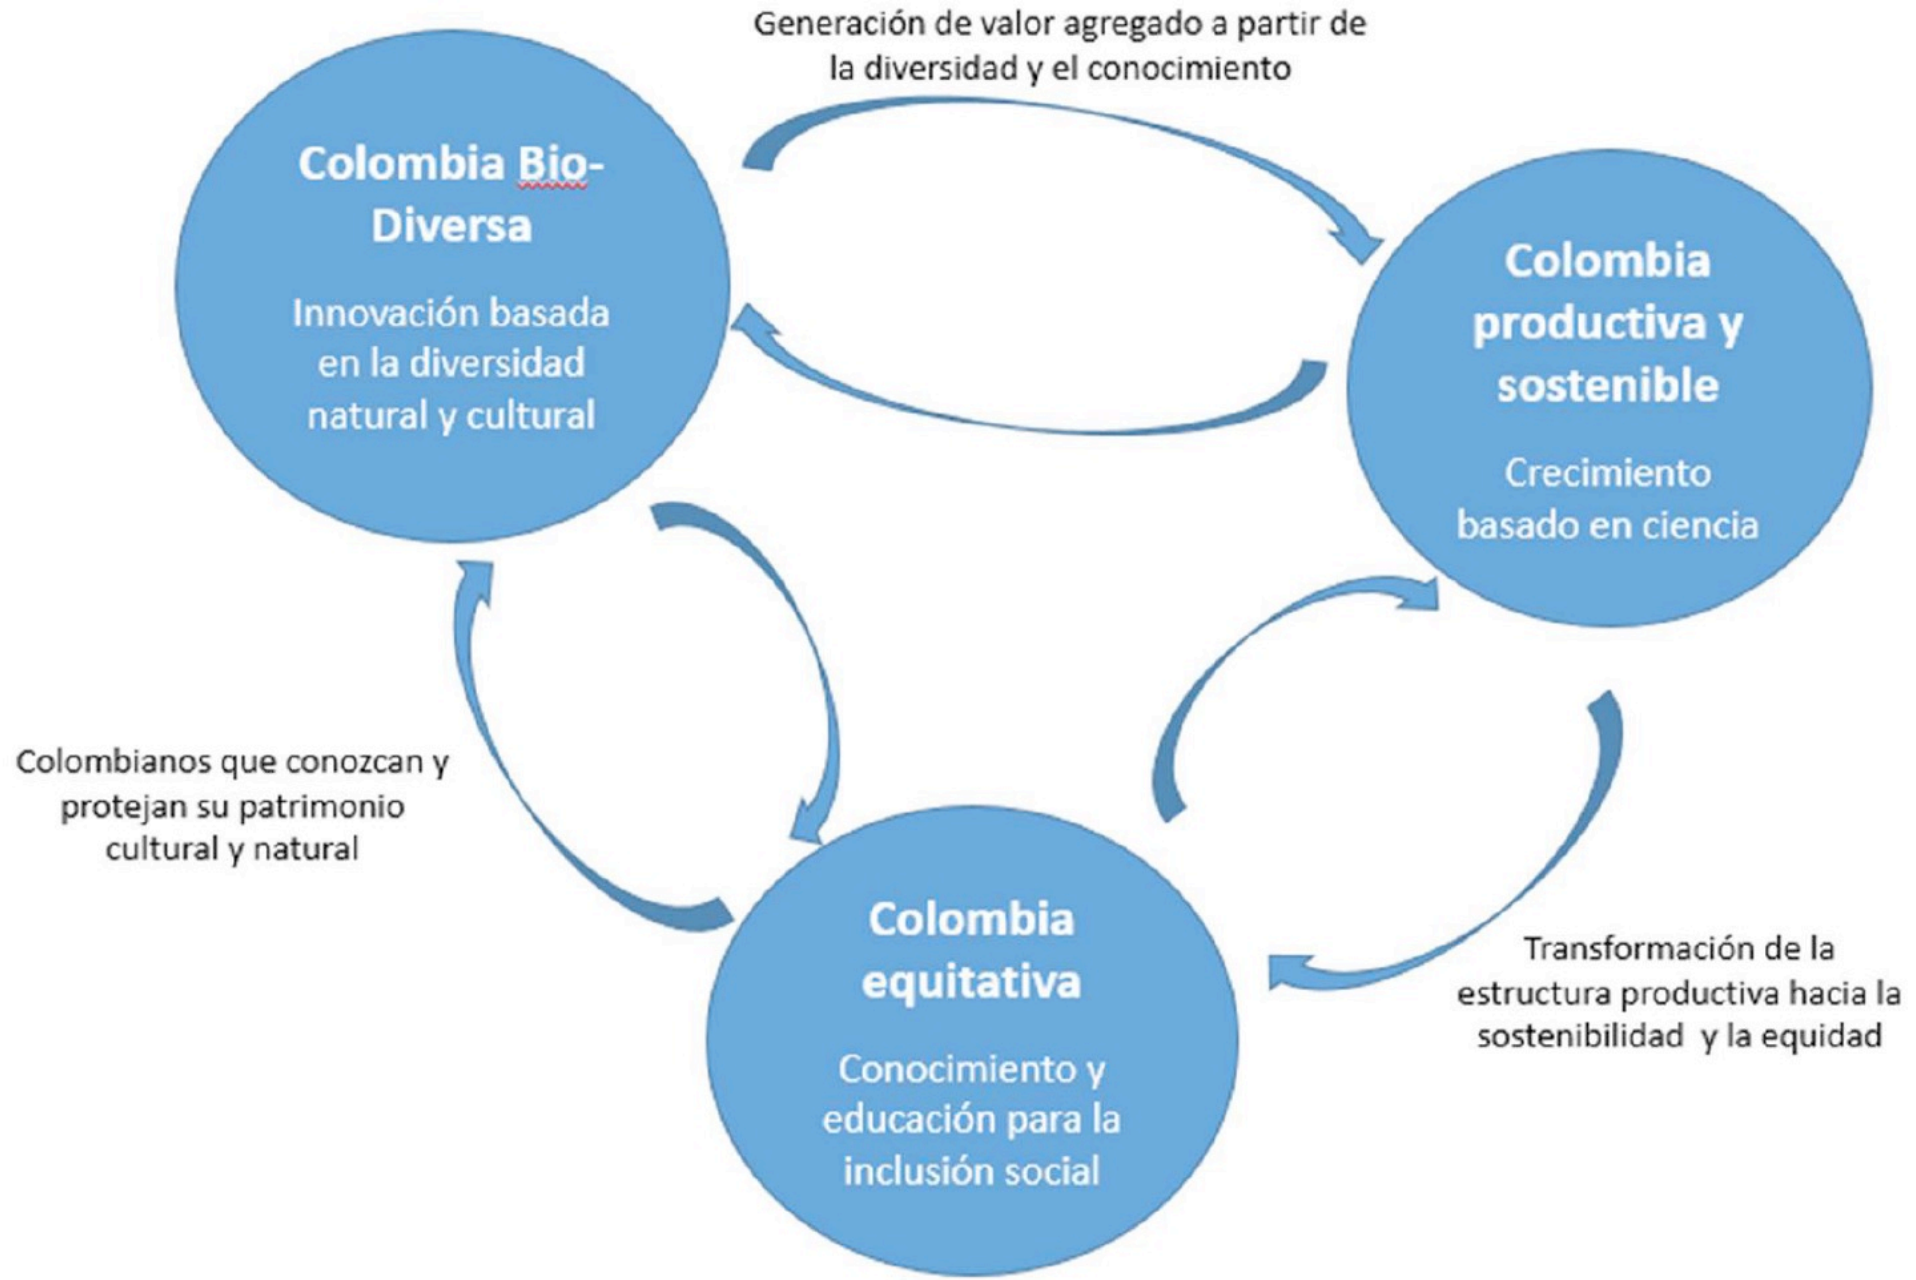 Generación de valor agregado a partir de
la diversidad y el conocimiento
Colombia Bio-
Diversa
Innovación basada
en la diversidad
natural y cultural
Colombia
productiva y
sostenible
Crecimiento
basado en ciencia
Colombianos que conozcan y
protejan su patrimonio
cultural y natural
Colombia
equitativa
Conocimiento y
educación para la
inclusión social
Transformación de la
estructura productiva hacia la
sostenibilidad y la equidad